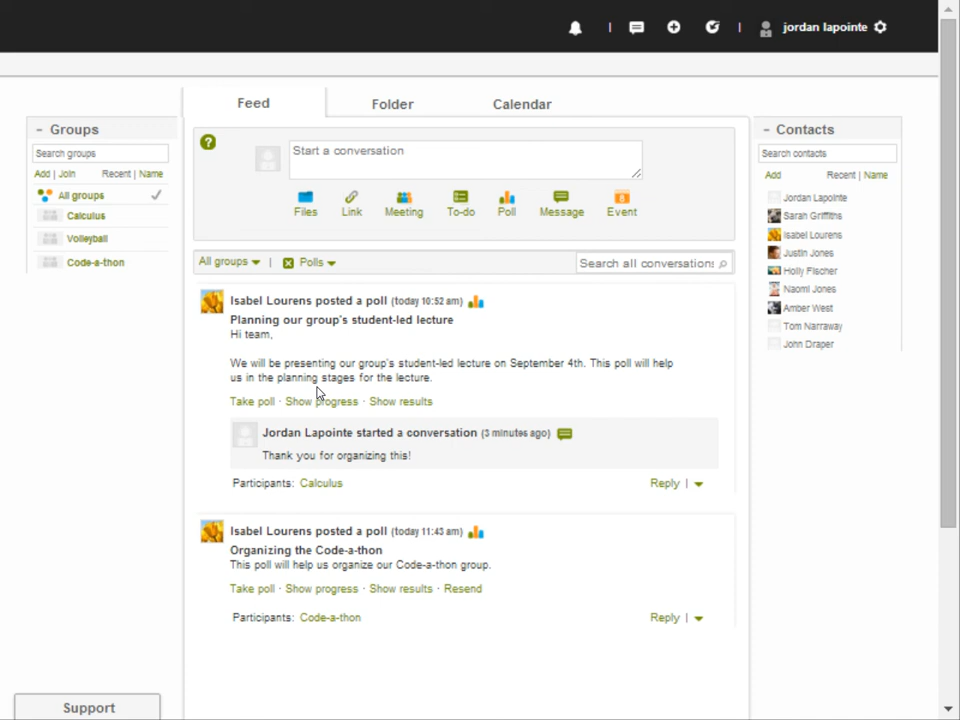 jordan lapointe
Feed
Folder
Calendar
Groups
Search groups
Add | Join
Recent | Name
All groups
Calculus
Volleyball
Code-a-thon
Start a conversation
Files
Link
Meeting
To-do
Poll
Message
Event
All groups
Polls
Search all conversations
Isabel Lourens posted a poll (today 10:52 am)
Planning our group's student-led lecture
Hi team,
We will be presenting our group's student-led lecture on September 4th. This poll will help
us in the planning stages for the lecture.
Take poll · Show progress · Show results
Jordan Lapointe started a conversation (3 minutes ago)
Thank you for organizing this!
Participants: Calculus
Reply |
Isabel Lourens posted a poll (today 11:43 am)
Organizing the Code-a-thon
This poll will help us organize our Code-a-thon group.
Take poll · Show progress · Show results · Resend
Participants: Code-a-thon
Reply |
Contacts
Search contacts
Add
Recent | Name
Jordan Lapointe
Sarah Griffiths
Isabel Lourens
Justin Jones
Holly Fischer
Naomi Jones
Amber West
Tom Narraway
John Draper
Support